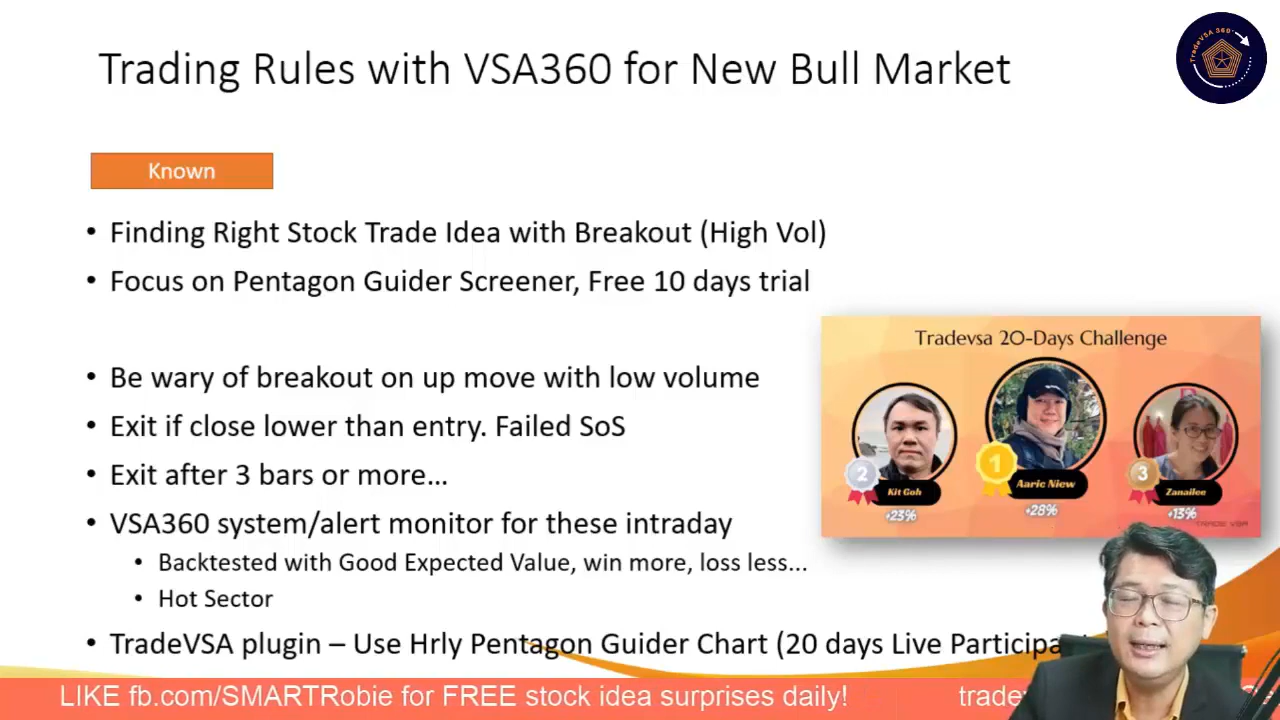 Trading Rules with VSA360 for New Bull Market
TradeVSA 360°
Known
• Finding Right Stock Trade Idea with Breakout (High Vol)
• Focus on Pentagon Guider Screener, Free 10 days trial
• Be wary of breakout on up move with low volume
• Exit if close lower than entry. Failed SoS
• Exit after 3 bars or more...
• VSA360 system/alert monitor for these intraday
• Backtested with Good Expected Value, win more, loss less...
• Hot Sector
• TradeVSA plugin – Use Hrly Pentagon Guider Chart (20 days Live
Tradevsa 20-Days Challenge
2
Kit Goh
+23%
1
Aaric Niew
+28%
3
Zanailee
+13%
TRADE VSA
LIKE fb.com/SMARTRobie for FREE stock idea surprises daily!